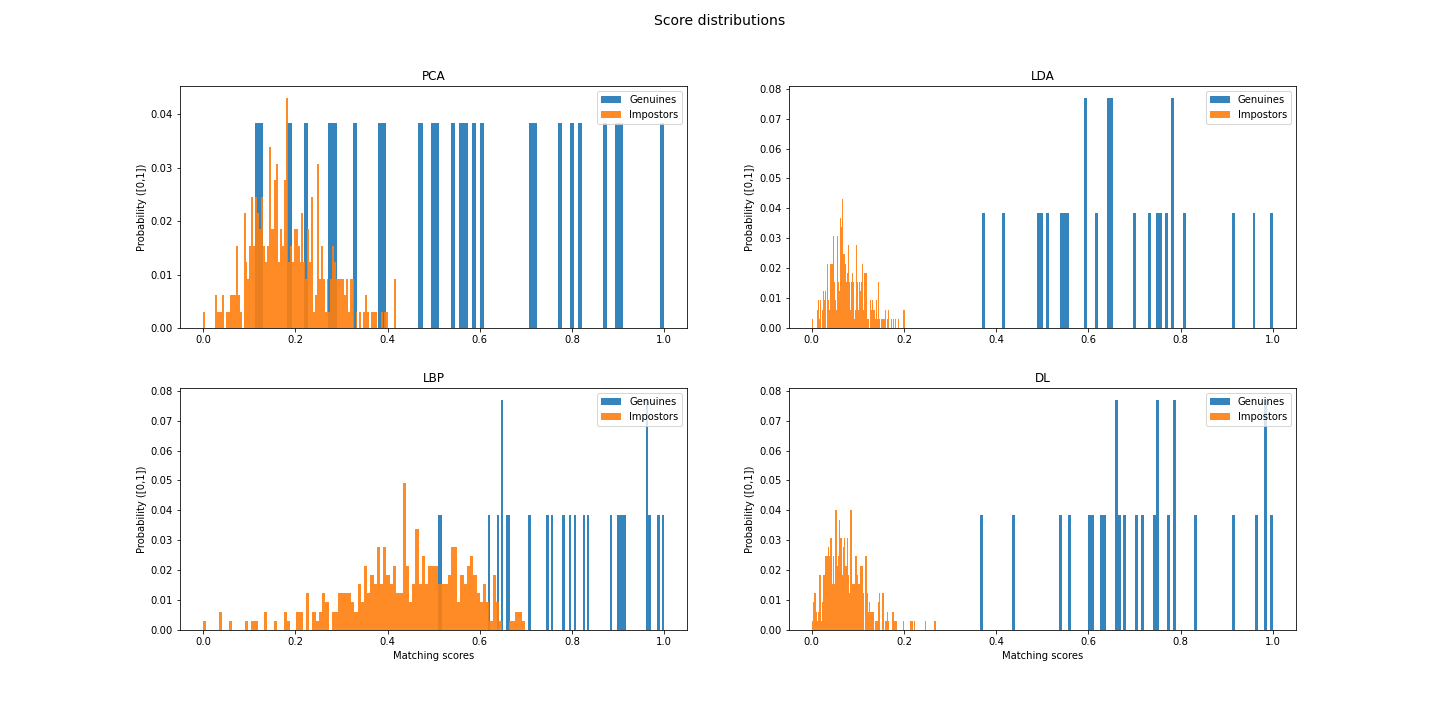 Score distributions
PCA
Genuines
Impostors
Probability ([0,1])
0.04
0.03
0.02
0.01
0.00
0.0 0.2 0.4 0.6 0.8 1.0
LDA
Genuines
Impostors
Probability ([0,1])
0.08
0.07
0.06
0.05
0.04
0.03
0.02
0.01
0.00
0.0 0.2 0.4 0.6 0.8 1.0
LBP
Genuines
Impostors
Probability ([0,1])
0.08
0.07
0.06
0.05
0.04
0.03
0.02
0.01
0.00
0.0 0.2 0.4 0.6 0.8 1.0
Matching scores
DL
Genuines
Impostors
Probability ([0,1])
0.08
0.07
0.06
0.05
0.04
0.03
0.02
0.01
0.00
0.0 0.2 0.4 0.6 0.8 1.0
Matching scores